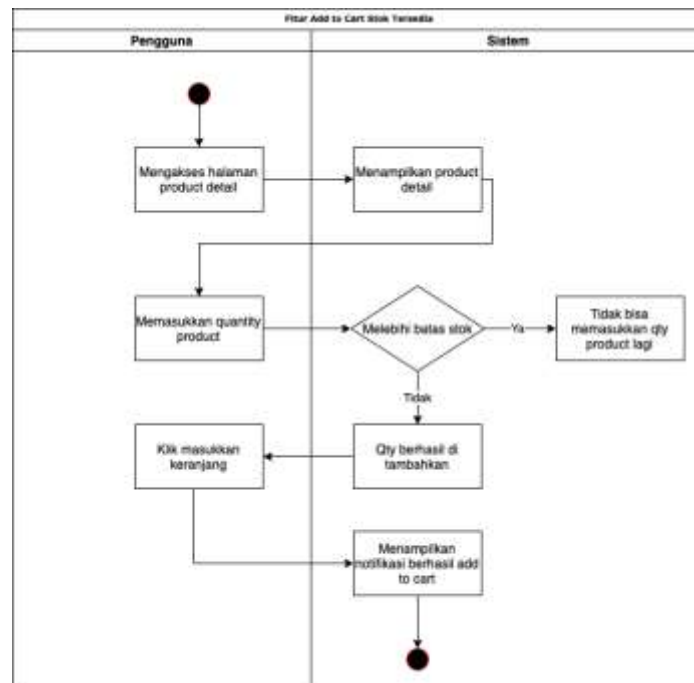 Fitur Add to Cart Stok Tersedia
Pengguna
Sistem
Mengakses halaman
product detail
Menampilkan product
detail
Memasukkan quantity
product
Melebihi batas stok
Ya
Tidak bisa
memasukkan qty
product lagi
Tidak
Klik masukkan
keranjang
Qty berhasil di
tambahkan
Menampilkan
notifikasi berhasil add
to cart